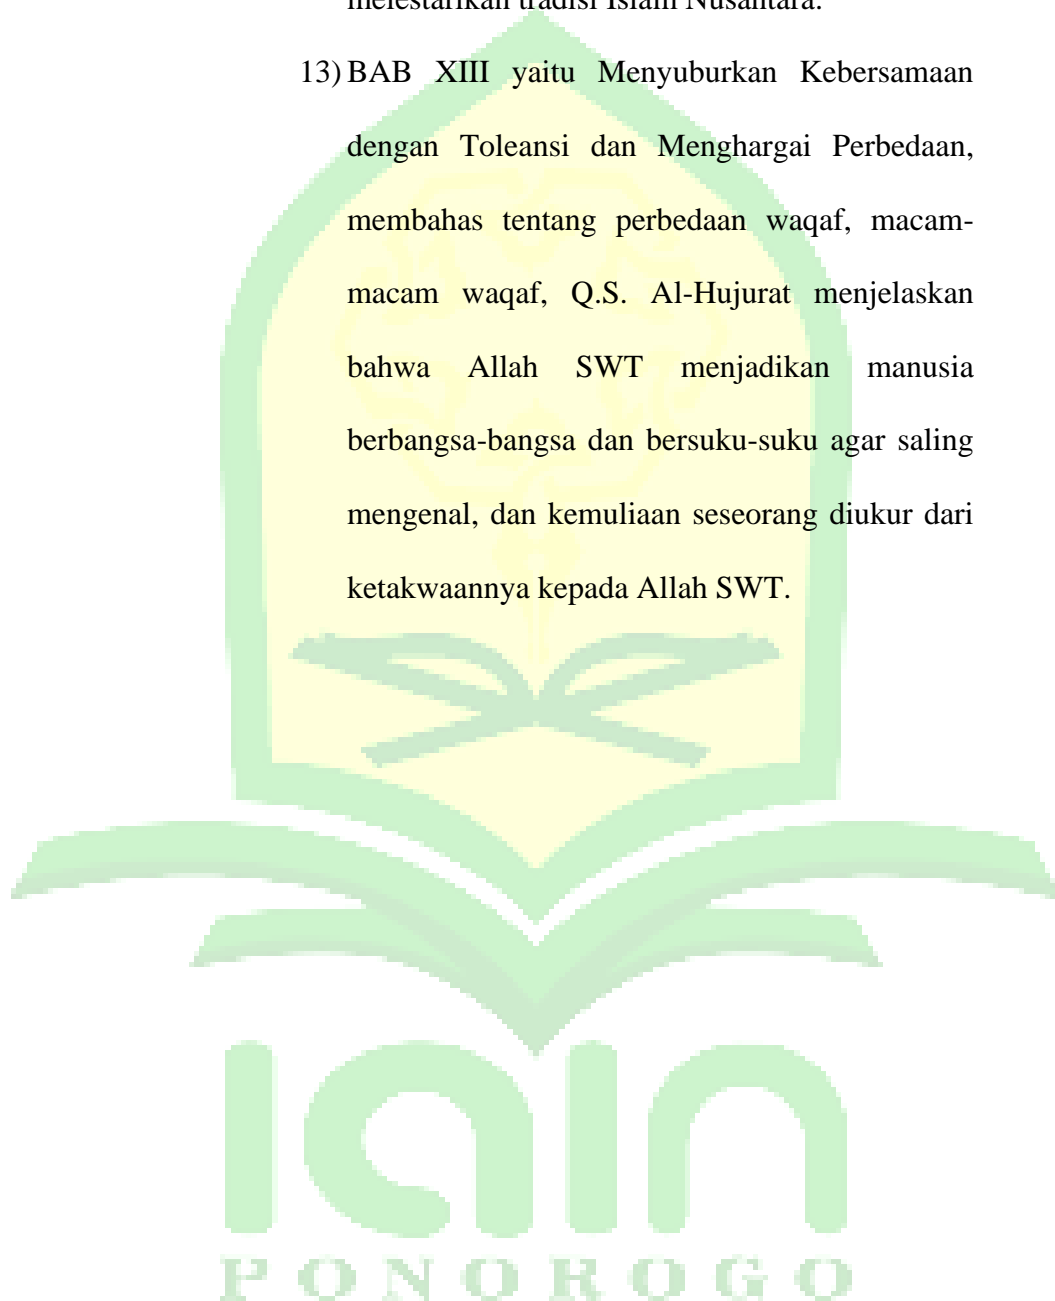 melestarikan tradisi Islam Nusantara.
13) BAB XIII yaitu Menyuburkan Kebersamaan
dengan Toleansi dan Menghargai Perbedaan,
membahas tentang perbedaan waqaf, macam-
macam waqaf, Q.S. Al-Hujurat menjelaskan
bahwa Allah SWT menjadikan manusia
berbangsa-bangsa dan bersuku-suku agar saling
mengenal, dan kemuliaan seseorang diukur dari
ketakwaannya kepada Allah SWT.
iain
PONOROGO